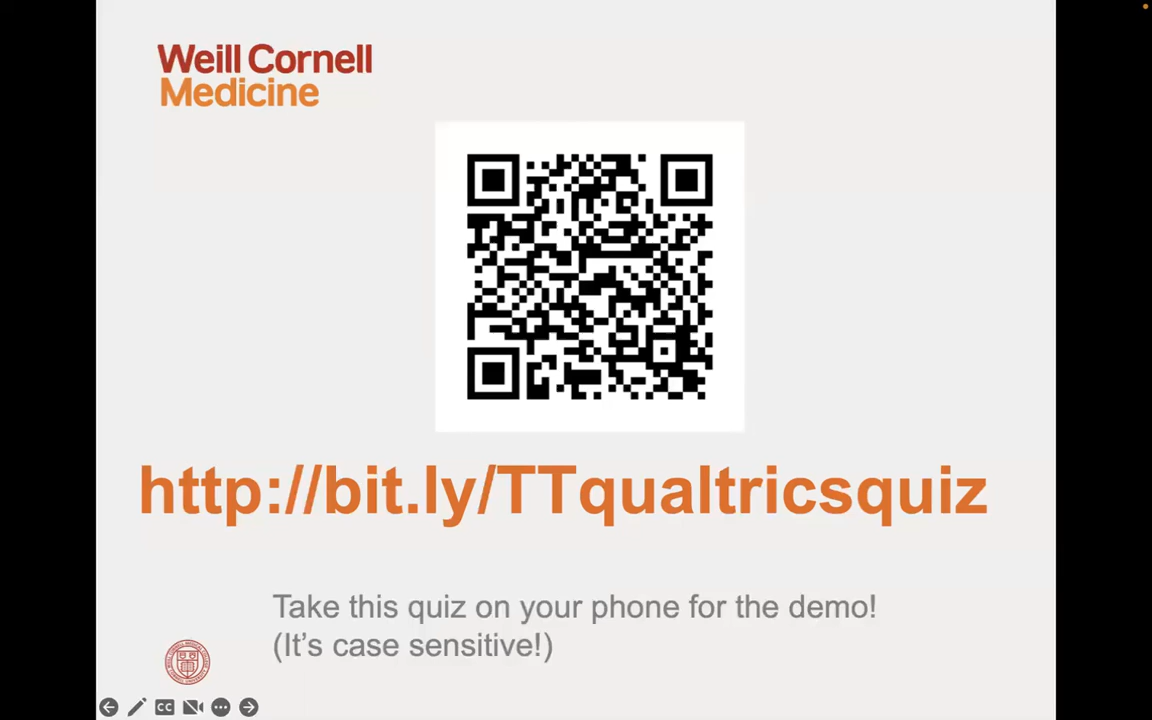 Weill Cornell
Medicine
http://bit.ly/TTqualtricsquiz
Take this quiz on your phone for the demo!
(It's case sensitive!)
CC